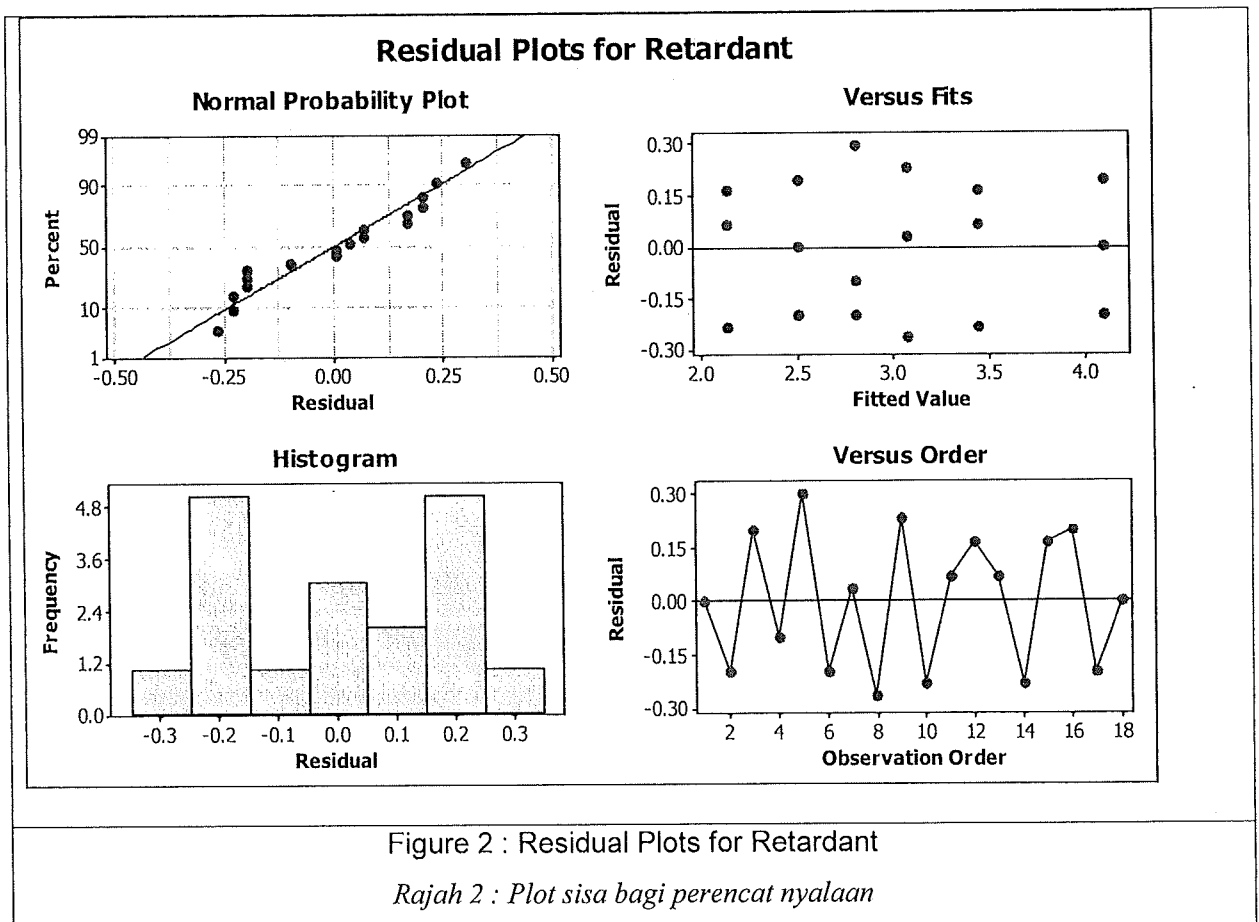 Residual Plots for Retardant
Normal Probability Plot
99
90
50
10
1
Percent
-0.50 -0.25 0.00 0.25 0.50
Residual
Versus Fits
0.30
0.15
0.00
-0.15
-0.30
Residual
2.0 2.5 3.0 3.5 4.0
Fitted Value
Histogram
4.8
3.6
2.4
1.2
0.0
Frequency
-0.3 -0.2 -0.1 0.0 0.1 0.2 0.3
Residual
Versus Order
0.30
0.15
0.00
-0.15
-0.30
Residual
2 4 6 8 10 12 14 16 18
Observation Order
Figure 2 : Residual Plots for Retardant
Rajah 2 : Plot sisa bagi perencat nyalaan